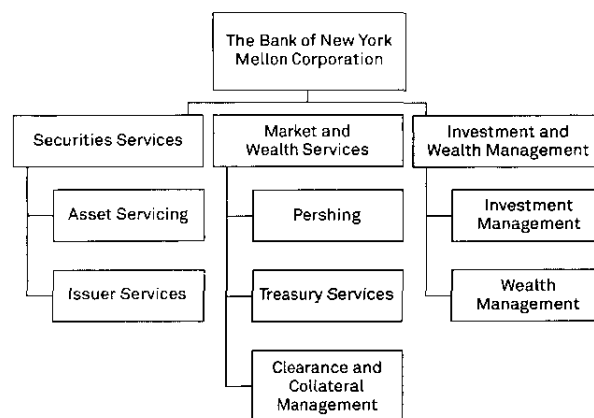 The Bank of New York
Mellon Corporation
Securities Services
Market and
Wealth Services
Investment and
Wealth Management
Asset Servicing
Pershing
Investment
Management
Issuer Services
Treasury Services
Wealth
Management
Clearance and
Collateral
Management